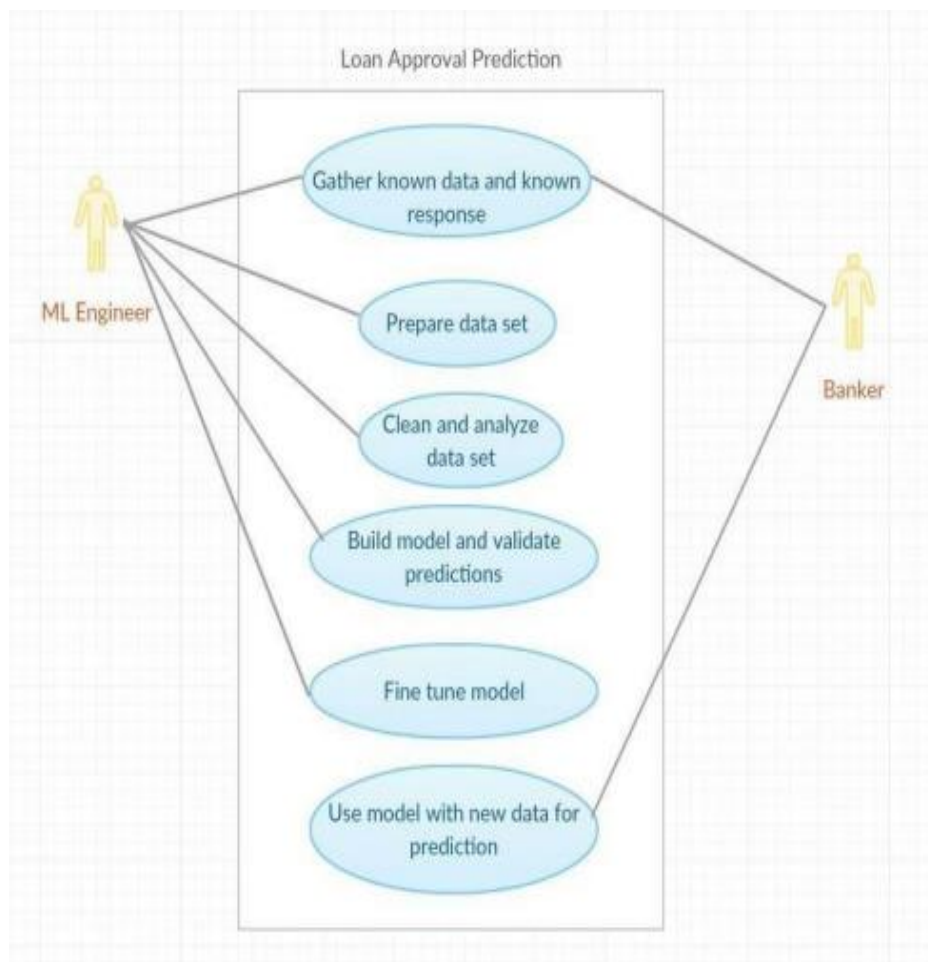 Loan Approval Prediction
Gather known data and known
response
ML Engineer
Prepare data set
Banker
Clean and analyze
data set
Build model and validate
predictions
Fine tune model
Use model with new data for
prediction